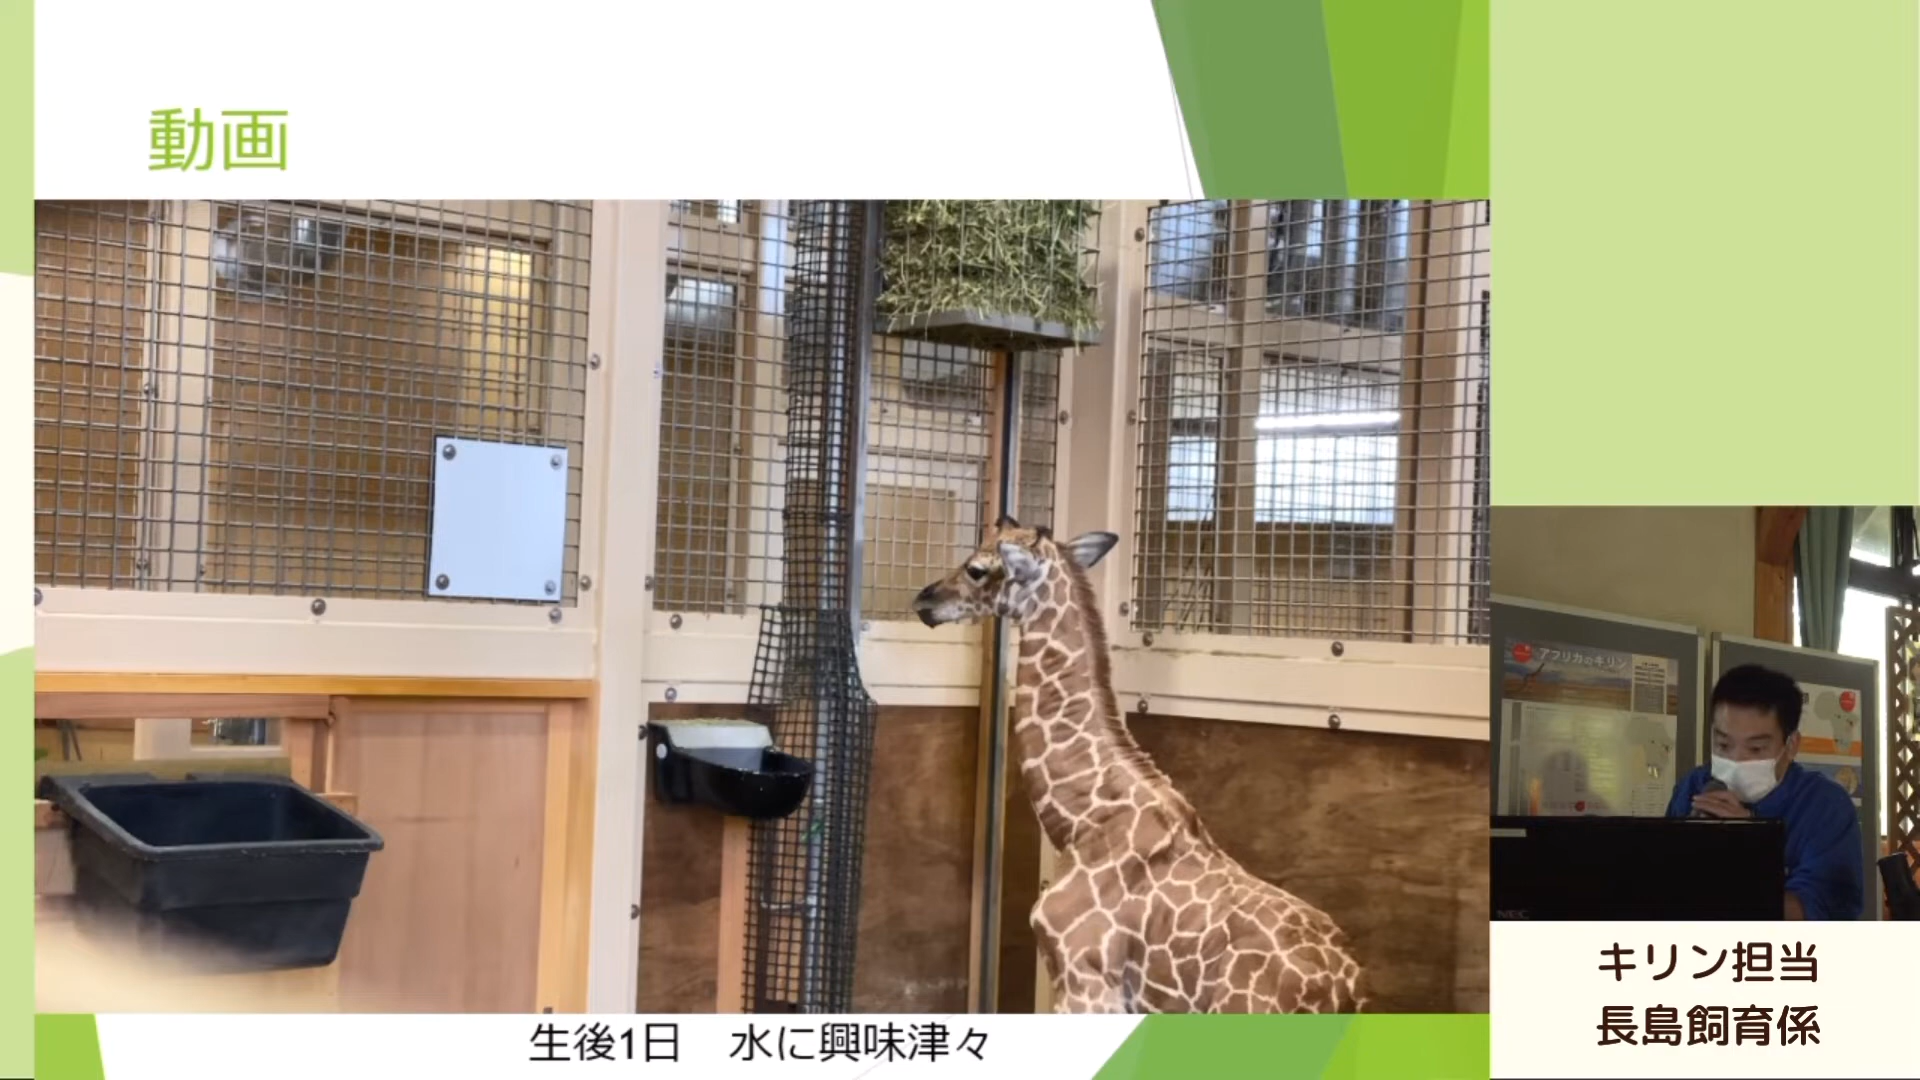 動画
生後1日　水に興味津々
アフリカのキリン
NEC
キリン担当
長島飼育係